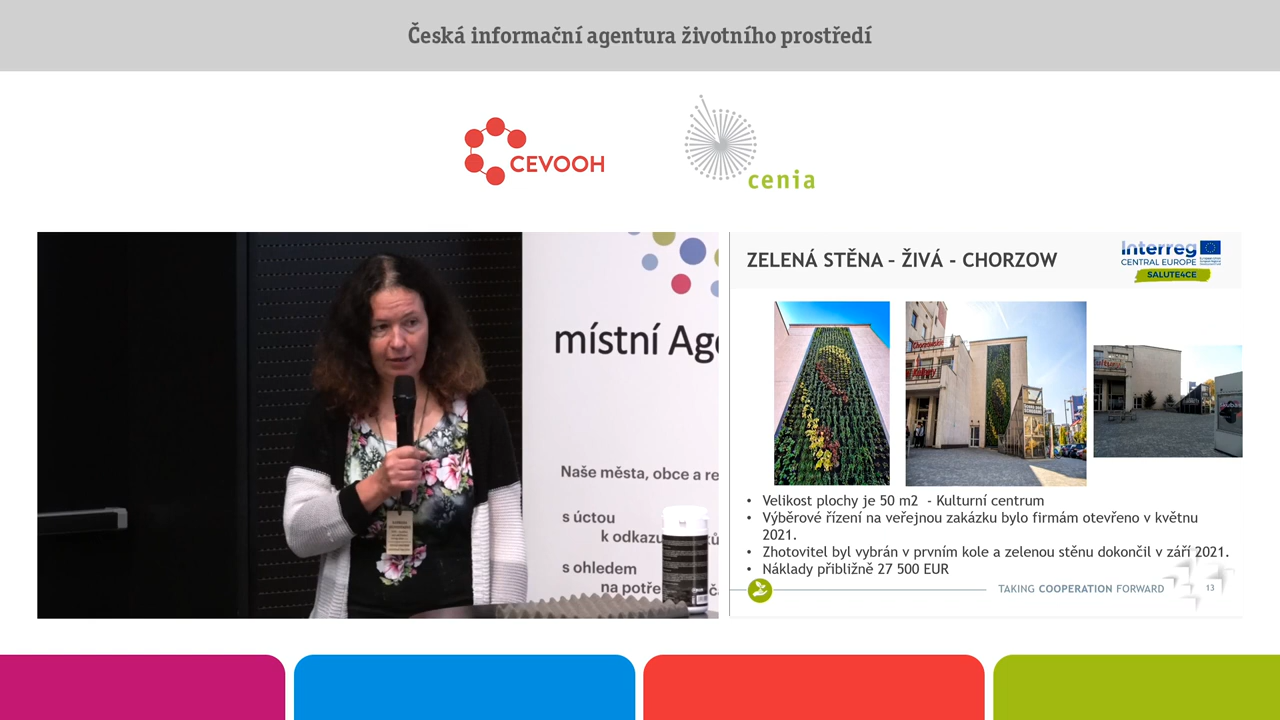 Česká informační agentura životního prostředí
CEVOOH
cenia
místní Age
Naše města, obce a re
s úctou
k odkazu
s ohledem
na potře
ZELENÁ STĚNA – ŽIVÁ - CHORZOW
Interreg
CENTRAL EUROPE
SALUTE4CE
• Velikost plochy je 50 m2 - Kulturní centrum
• Výběrové řízení na veřejnou zakázku bylo firmám otevřeno v květnu
2021.
• Zhotovitel byl vybrán v prvním kole a zelenou stěnu dokončil v září 2021.
• Náklady přibližně 27 500 EUR
TAKING COOPERATION FORWARD
13